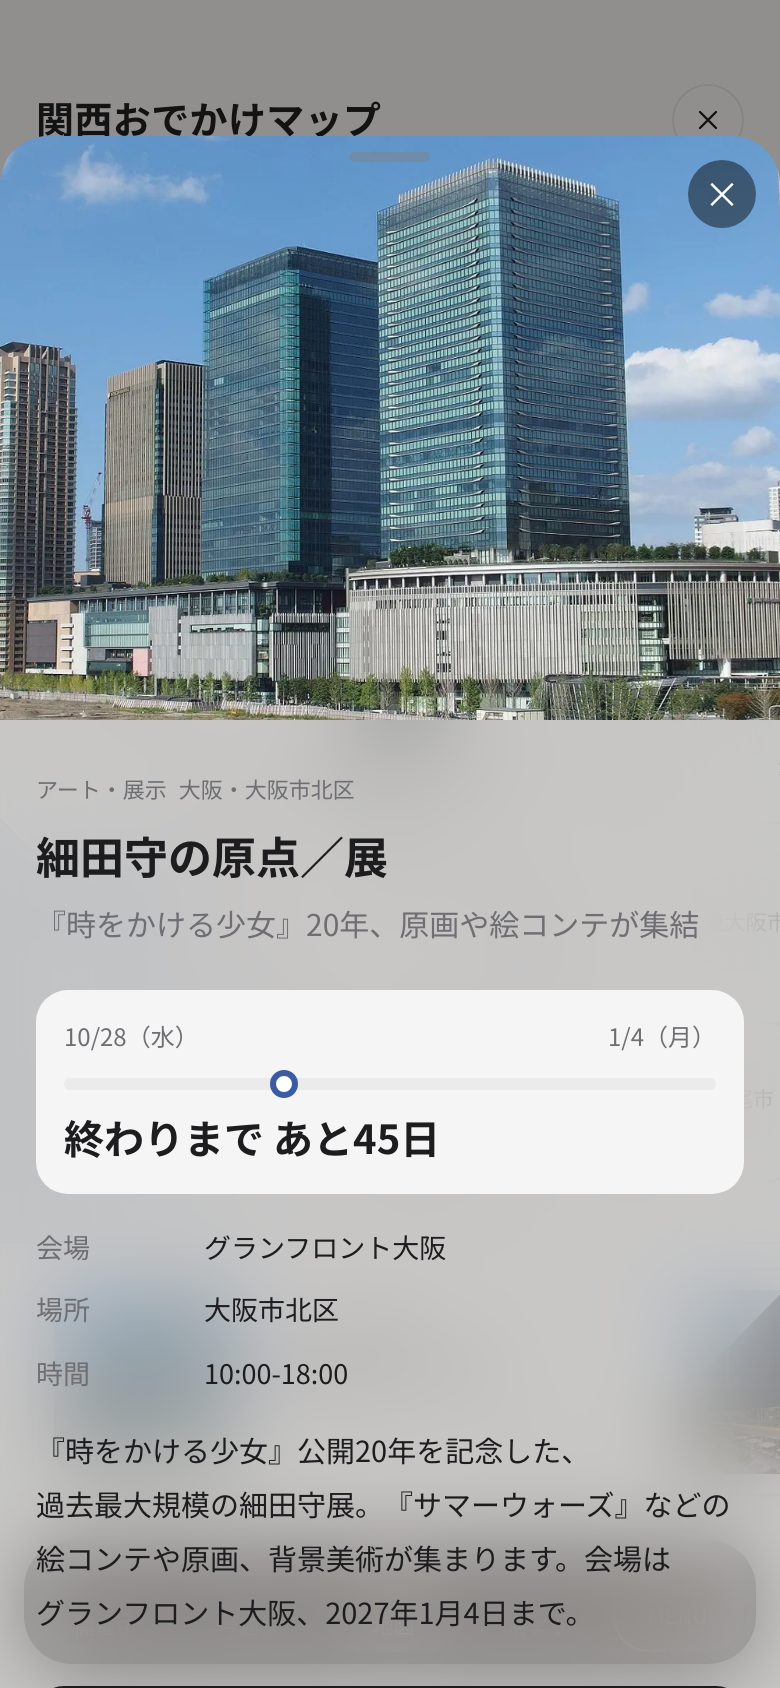 関西おでかけマップ
アート・展示 大阪・大阪市北区
細田守の原点／展
『時をかける少女』20年、原画や絵コンテが集結
大阪市
10/28（水）
1/4（月）
尾市
終わりまで あと45日
会場 グランフロント大阪
場所 大阪市北区
時間 10:00-18:00
『時をかける少女』公開20年を記念した、
過去最大規模の細田守展。『サマーウォーズ』などの
絵コンテや原画、背景美術が集まります。会場は
グランフロント大阪、2027年1月4日まで。